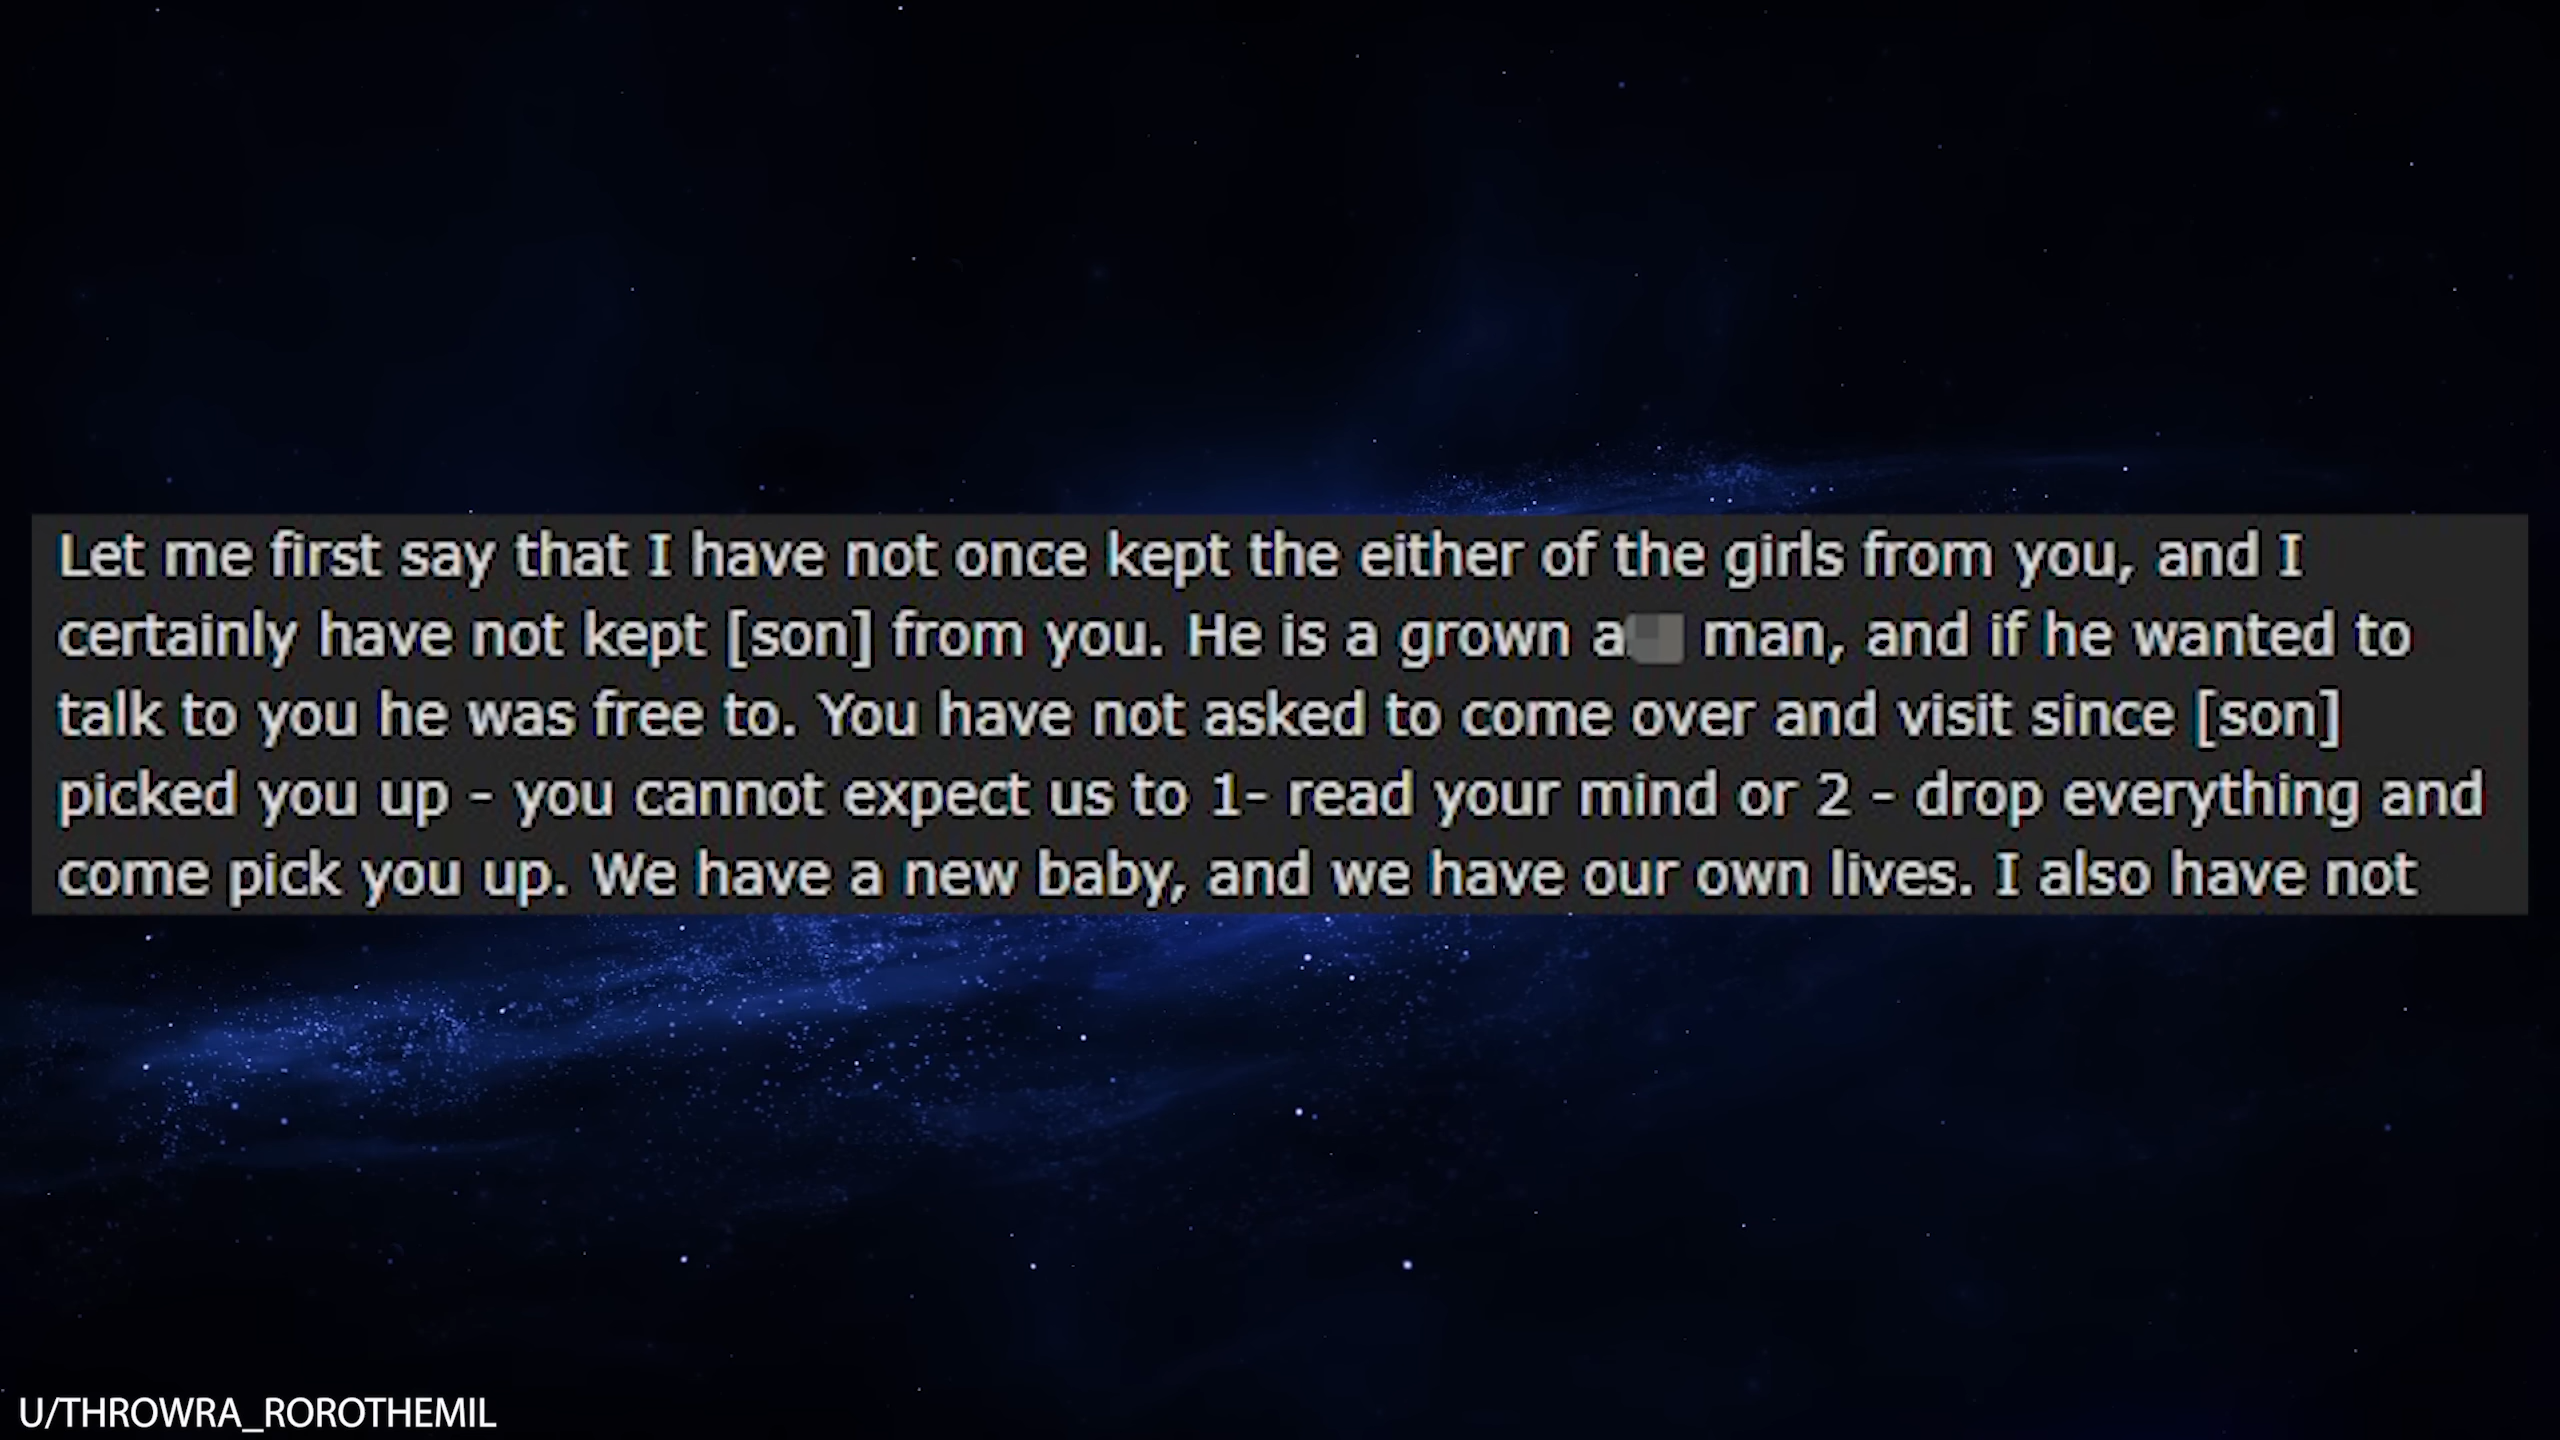 Let me first say that I have not once kept the either of the girls from you, and I
certainly have not kept [son] from you. He is a grown a man, and if he wanted to
talk to you he was free to. You have not asked to come over and visit since [son]
picked you up - you cannot expect us to 1- read your mind or 2 - drop everything and
come pick you up. We have a new baby, and we have our own lives. I also have not
U/THROWRA_ROROTHEMIL